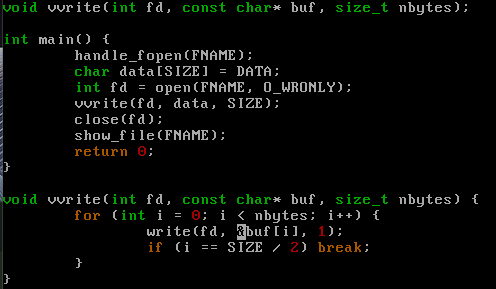 void vvrite(int fd, const char* buf, size_t nbytes);

int main() {
        handle_fopen(FNAME);
        char data[SIZE] = DATA;
        int fd = open(FNAME, O_WRONLY);
        vvrite(fd, data, SIZE);
        close(fd);
        show_file(FNAME);
        return 0;
}

void vvrite(int fd, const char* buf, size_t nbytes) {
        for (int i = 0; i < nbytes; i++) {
                write(fd, &buf[i], 1);
                if (i == SIZE / 2) break;
        }
}